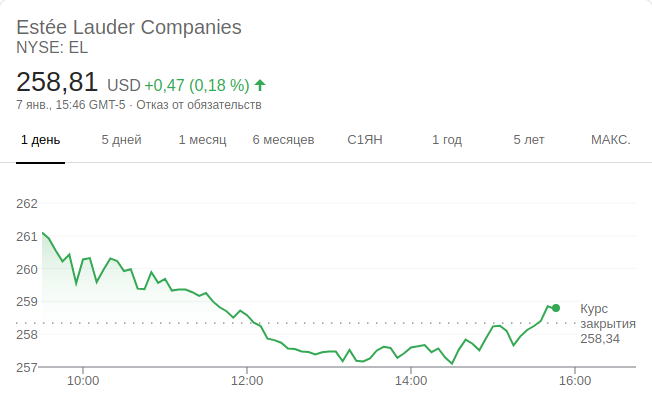 Estée Lauder Companies
NYSE: EL
258,81 USD +0,47 (0,18 %)
7 янв., 15:46 GMT-5 · Отказ от обязательств
1 день 5 дней 1 месяц 6 месяцев С1ЯН 1 год 5 лет МАКС.
262
261
260
259
258
257
Курс
закрытия
258,34
10:00 12:00 14:00 16:00